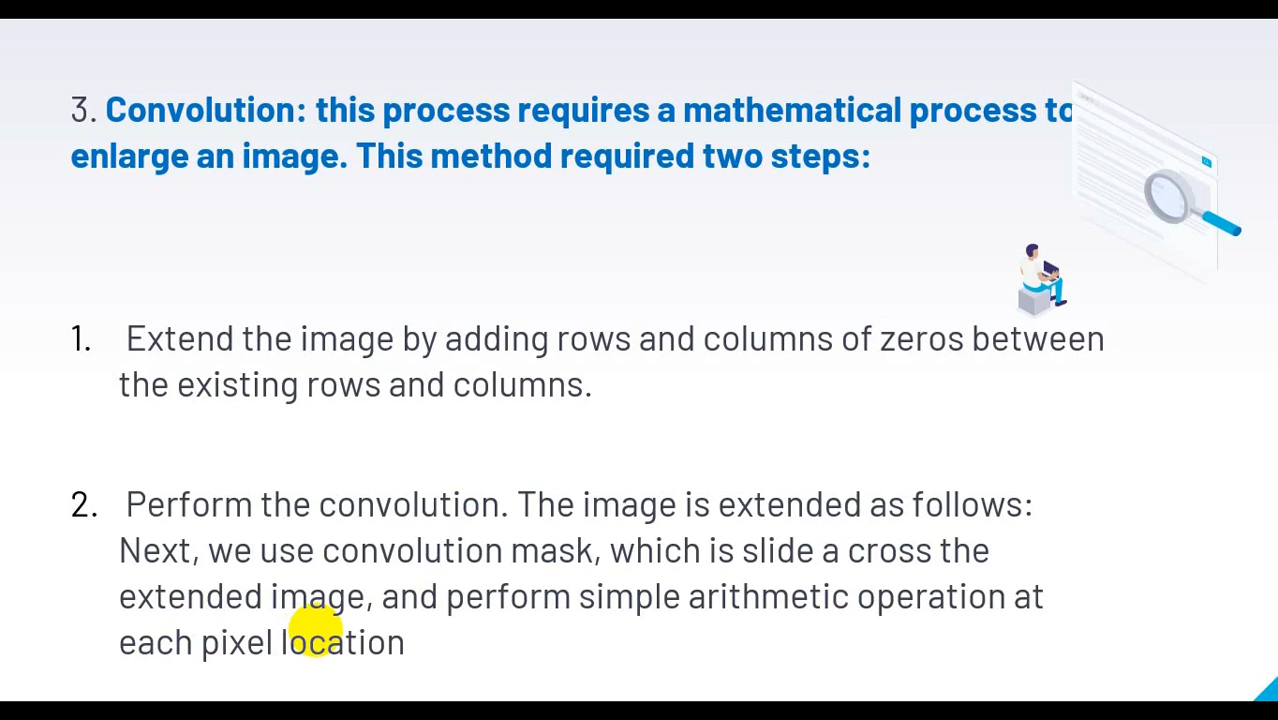 3. Convolution: this process requires a mathematical process to
enlarge an image. This method required two steps:
1. Extend the image by adding rows and columns of zeros between
the existing rows and columns.
2. Perform the convolution. The image is extended as follows:
Next, we use convolution mask, which is slide a cross the
extended image, and perform simple arithmetic operation at
each pixel location